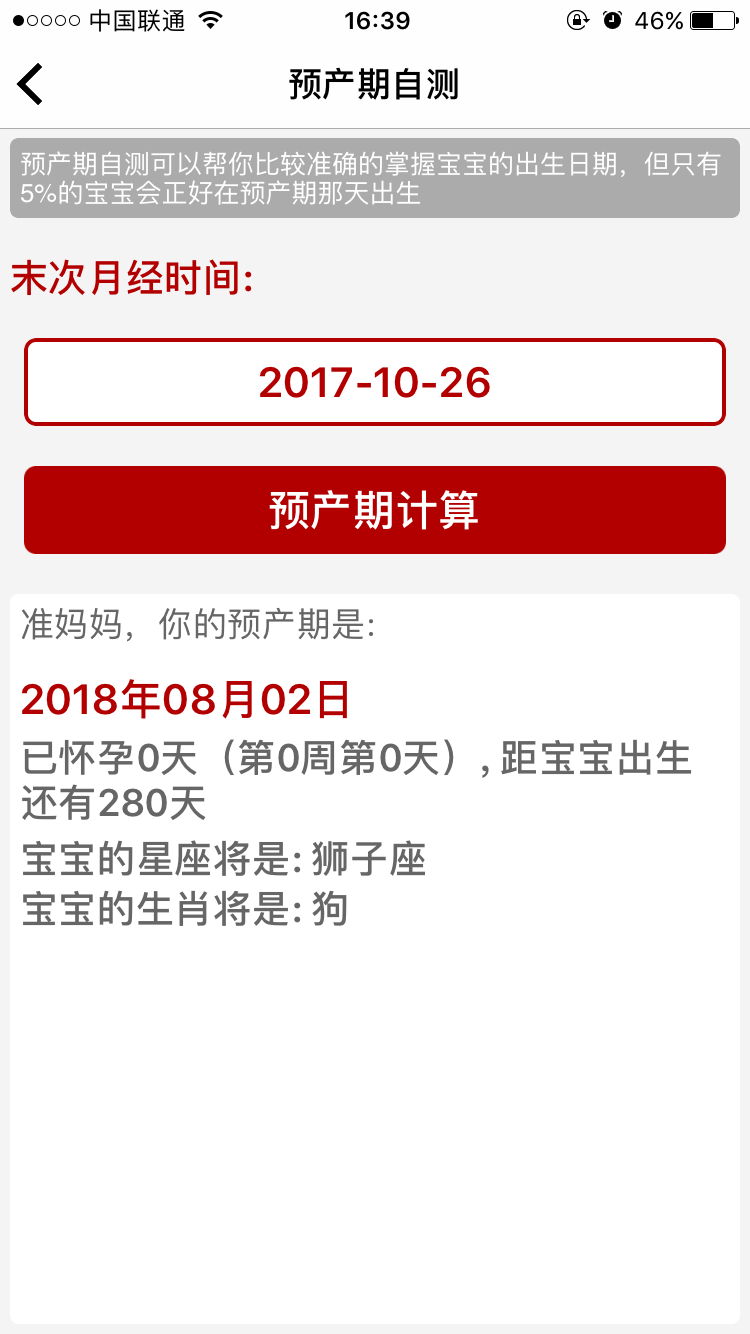 中国联通 16:39 46%
预产期自测
预产期自测可以帮你比较准确的掌握宝宝的出生日期，但只有
5%的宝宝会正好在预产期那天出生
末次月经时间:
2017-10-26
预产期计算
准妈妈，你的预产期是:
2018年08月02日
已怀孕0天（第0周第0天）, 距宝宝出生
还有280天
宝宝的星座将是: 狮子座
宝宝的生肖将是: 狗